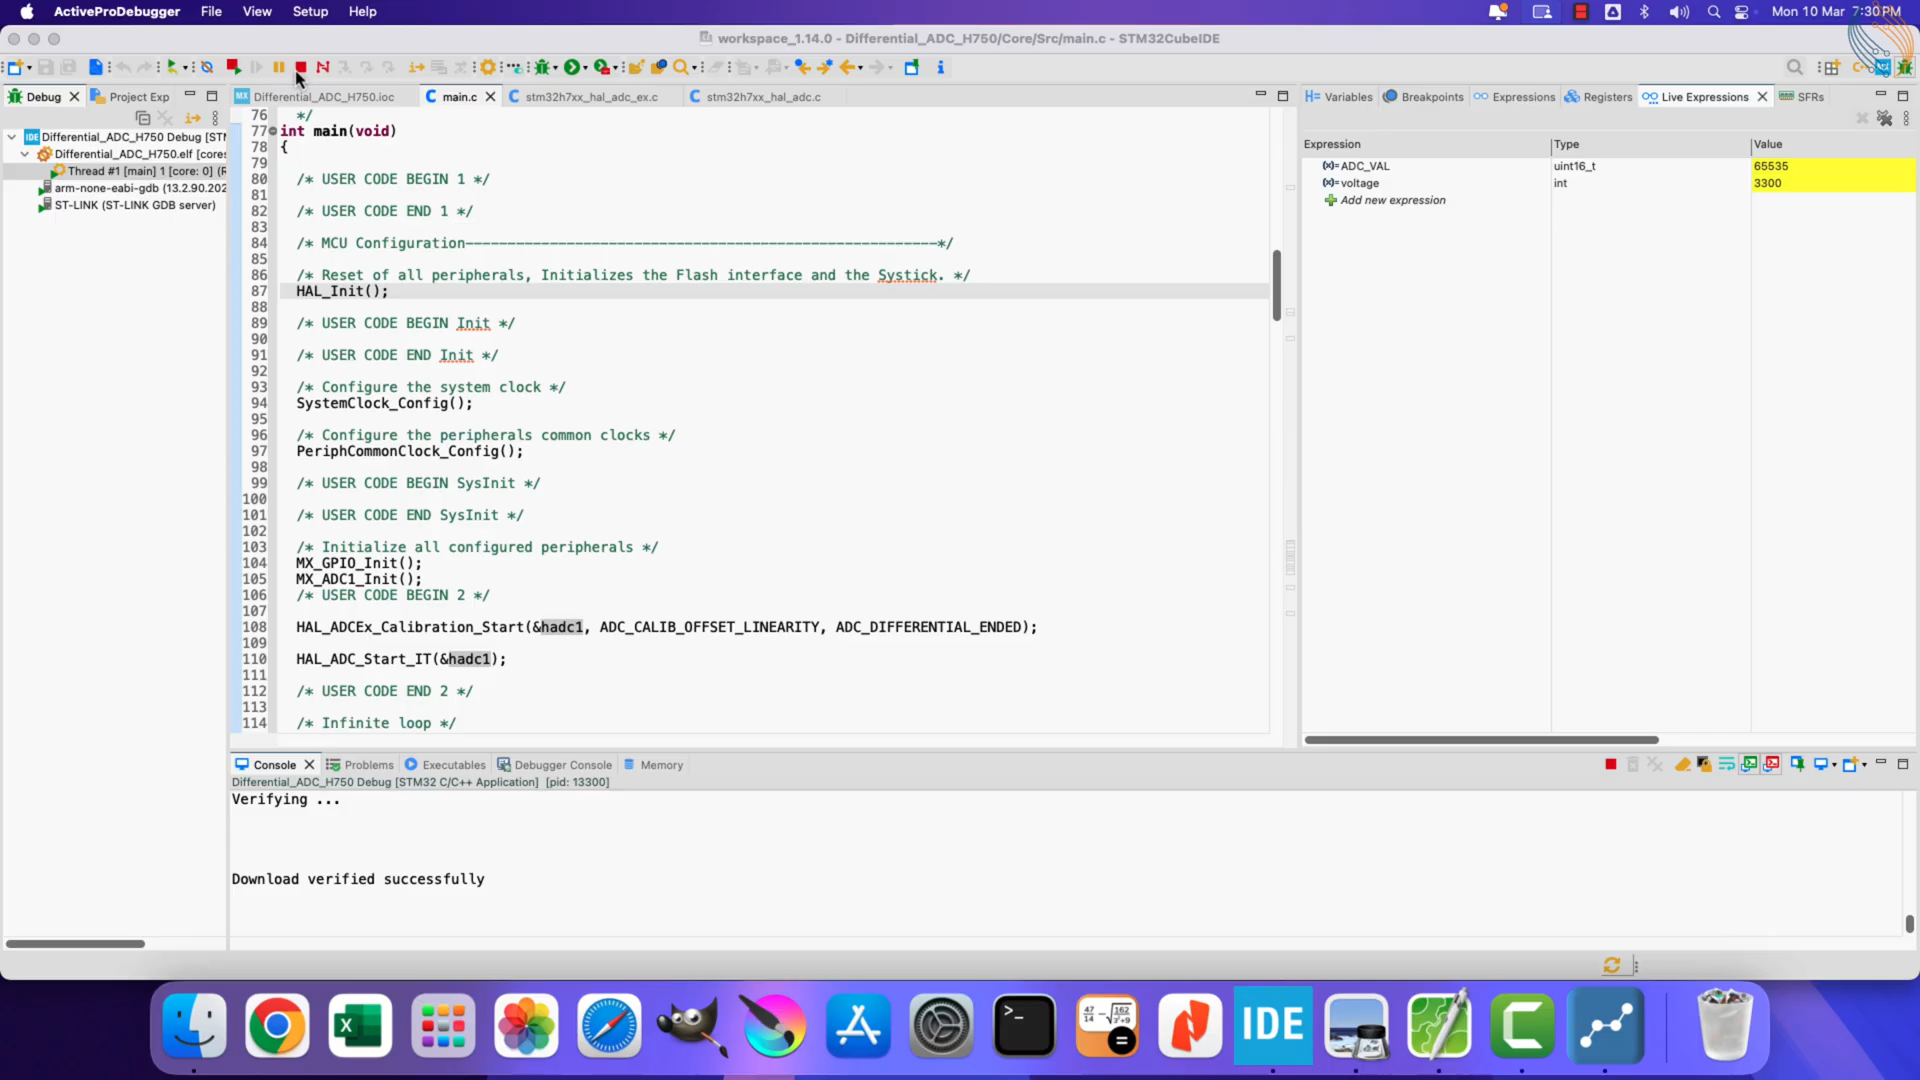 ActiveProDebugger File View Setup Help Mon 10 Mar 7:30 PM
workspace_1.14.0 - Differential_ADC_H750/Core/Src/main.c - STM32CubeIDE
Debug Project Exp
Differential_ADC_H750 Debug [STM
Differential_ADC_H750.elf [cores
Thread #1 [main] 1 [core: 0] (R
arm-none-eabi-gdb (13.2.90.202
ST-LINK (ST-LINK GDB server)
MX Differential_ADC_H750.ioc main.c stm32h7xx_hal_adc_ex.c stm32h7xx_hal_adc.c
76 */
77 int main(void)
78 {
79
80 /* USER CODE BEGIN 1 */
81
82 /* USER CODE END 1 */
83
84 /* MCU Configuration--------------------------------------------------------*/
85
86 /* Reset of all peripherals, Initializes the Flash interface and the Systick. */
87 HAL_Init();
88
89 /* USER CODE BEGIN Init */
90
91 /* USER CODE END Init */
92
93 /* Configure the system clock */
94 SystemClock_Config();
95
96 /* Configure the peripherals common clocks */
97 PeriphCommonClock_Config();
98
99 /* USER CODE BEGIN SysInit */
100
101 /* USER CODE END SysInit */
102
103 /* Initialize all configured peripherals */
104 MX_GPIO_Init();
105 MX_ADC1_Init();
106 /* USER CODE BEGIN 2 */
107
108 HAL_ADCEx_Calibration_Start(&hadc1, ADC_CALIB_OFFSET_LINEARITY, ADC_DIFFERENTIAL_ENDED);
109
110 HAL_ADC_Start_IT(&hadc1);
111
112 /* USER CODE END 2 */
113
114 /* Infinite loop */
Variables Breakpoints Expressions Registers Live Expressions SFRs
Expression Type Value
ADC_VAL uint16_t 65535
voltage int 3300
Add new expression
Console Problems Executables Debugger Console Memory
Differential_ADC_H750 Debug [STM32 C/C++ Application] [pid: 13300]
Verifying ...
Download verified successfully
IDE